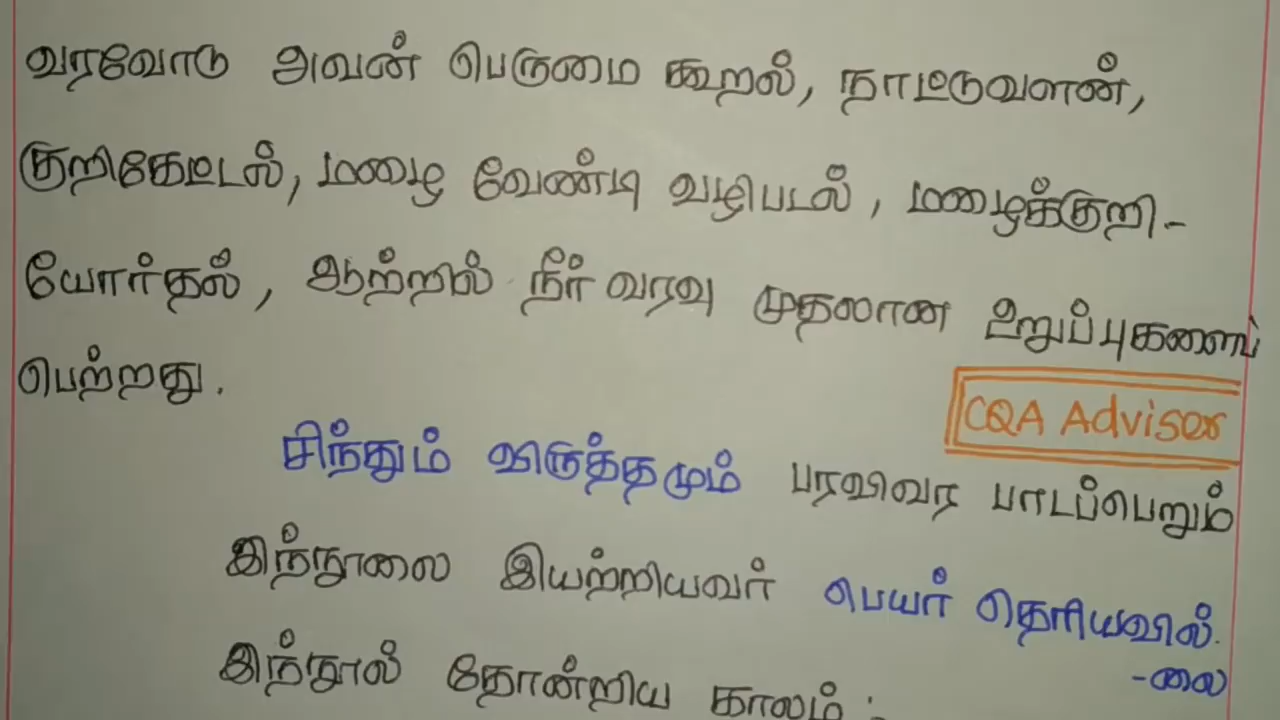 வரவோடு அவன் பெருமை கூறல், நாட்டுவளன்,
குறிகேட்டல், மழை வேண்டி வழிபடல், மழைக்குறி-
யோர்தல், ஆற்றில் நீர் வரவு முதலான உறுப்புகளைப்
பெற்றது.
CQA Adviser
சிந்தும் விருத்தமும் பரவிவர பாடப்பெறும்
இந்நூலை இயற்றியவர் பெயர் தெரியவில்
-லை
இந்நூல் தோன்றிய காலம் :-